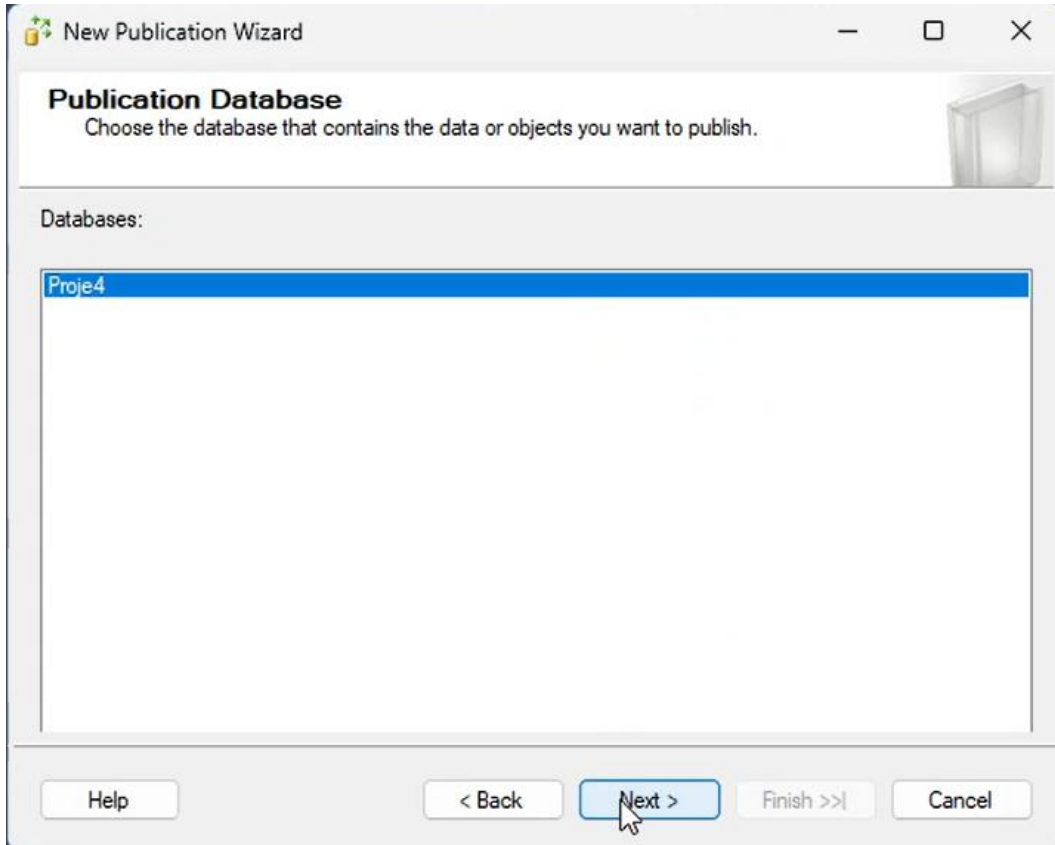 New Publication Wizard
Publication Database
Choose the database that contains the data or objects you want to publish.
Databases:
Proje4
Help
< Back
Next >
Finish >>|
Cancel